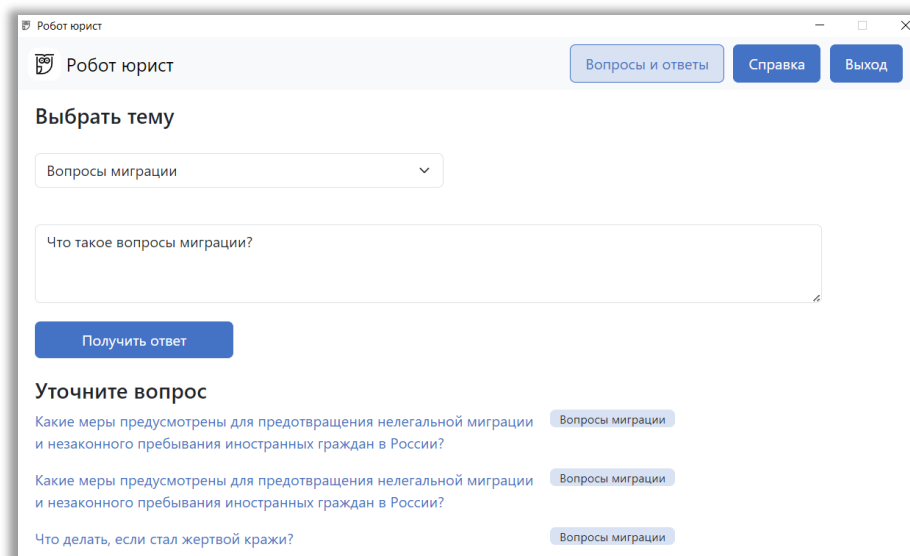 Робот юрист
Робот юрист
Вопросы и ответы
Справка
Выход
Выбрать тему
Вопросы миграции
Что такое вопросы миграции?
Получить ответ
Уточните вопрос
Какие меры предусмотрены для предотвращения нелегальной миграции
и незаконного пребывания иностранных граждан в России?
Вопросы миграции
Какие меры предусмотрены для предотвращения нелегальной миграции
и незаконного пребывания иностранных граждан в России?
Вопросы миграции
Что делать, если стал жертвой кражи?
Вопросы миграции